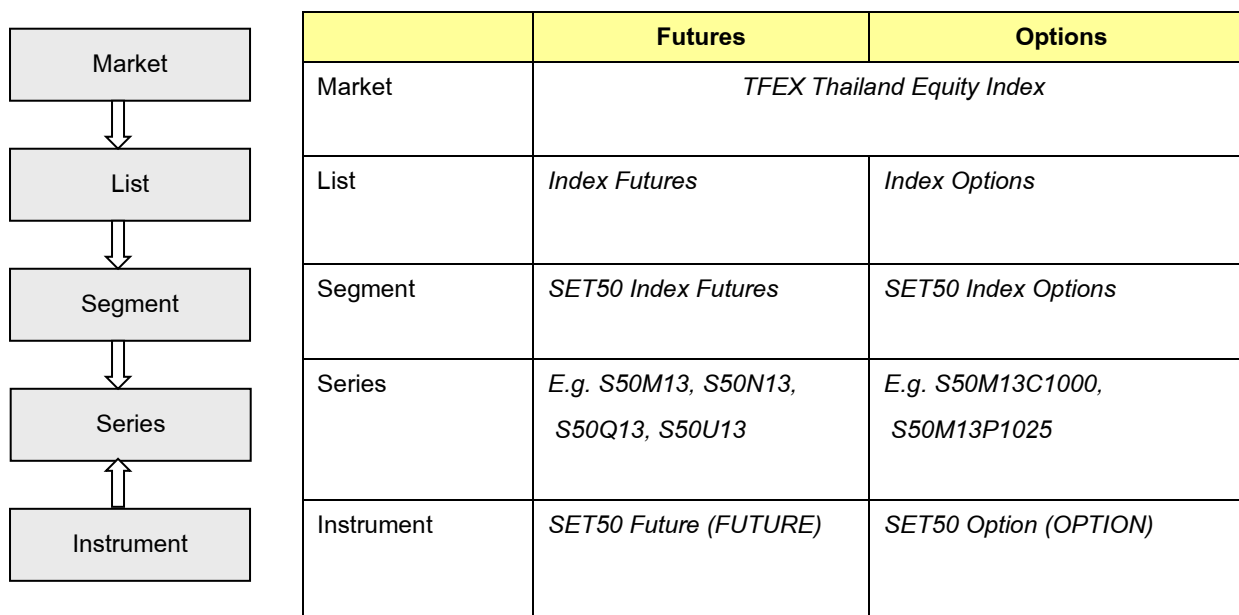 Market
List
Segment
Series
Instrument
Futures Options
Market TFEX Thailand Equity Index
List Index Futures Index Options
Segment SET50 Index Futures SET50 Index Options
Series E.g. S50M13, S50N13, E.g. S50M13C1000,
S50Q13, S50U13 S50M13P1025
Instrument SET50 Future (FUTURE) SET50 Option (OPTION)